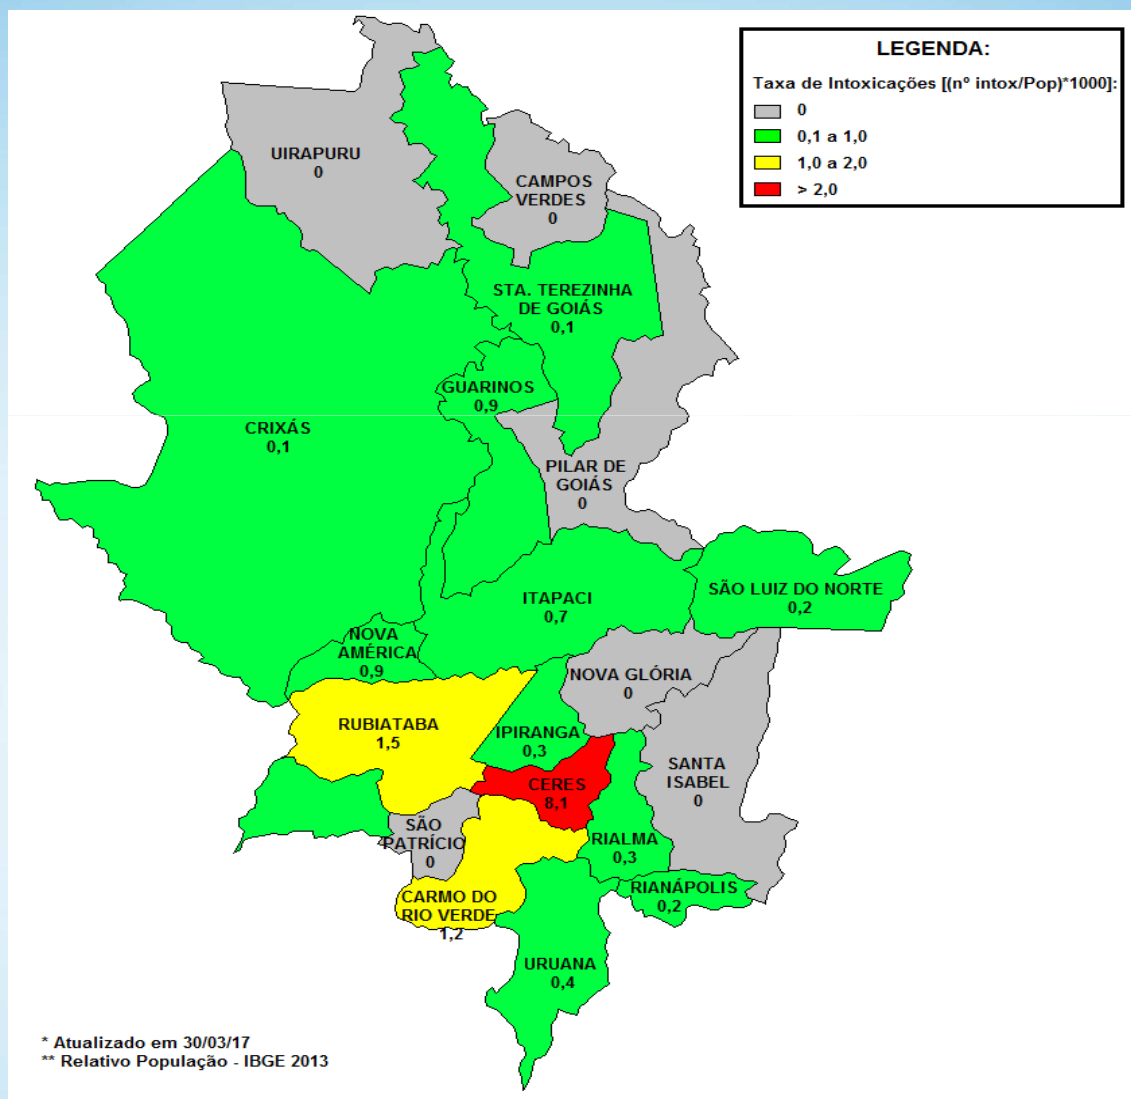 LEGENDA:
Taxa de Intoxicações [(nº intox/Pop)*1000]:
0
0,1 a 1,0
1,0 a 2,0
> 2,0
UIRAPURU
0
CAMPOS
VERDES
0
STA. TEREZINHA
DE GOIÁS
0,1
GUARINOS
0,9
CRIXÁS
0,1
PILAR DE
GOIÁS
0
ITAPACI
0,7
SÃO LUIZ DO NORTE
0,2
NOVA
AMÉRICA
0,9
NOVA GLÓRIA
0
RUBIATABA
1,5
IPIRANGA
0,3
SANTA
ISABEL
0
CERES
8,1
SÃO
PATRÍCIO
0
RIALMA
0,3
CARMO DO
RIO VERDE
1,2
RIANÁPOLIS
0,2
URUANA
0,4
* Atualizado em 30/03/17
** Relativo População - IBGE 2013